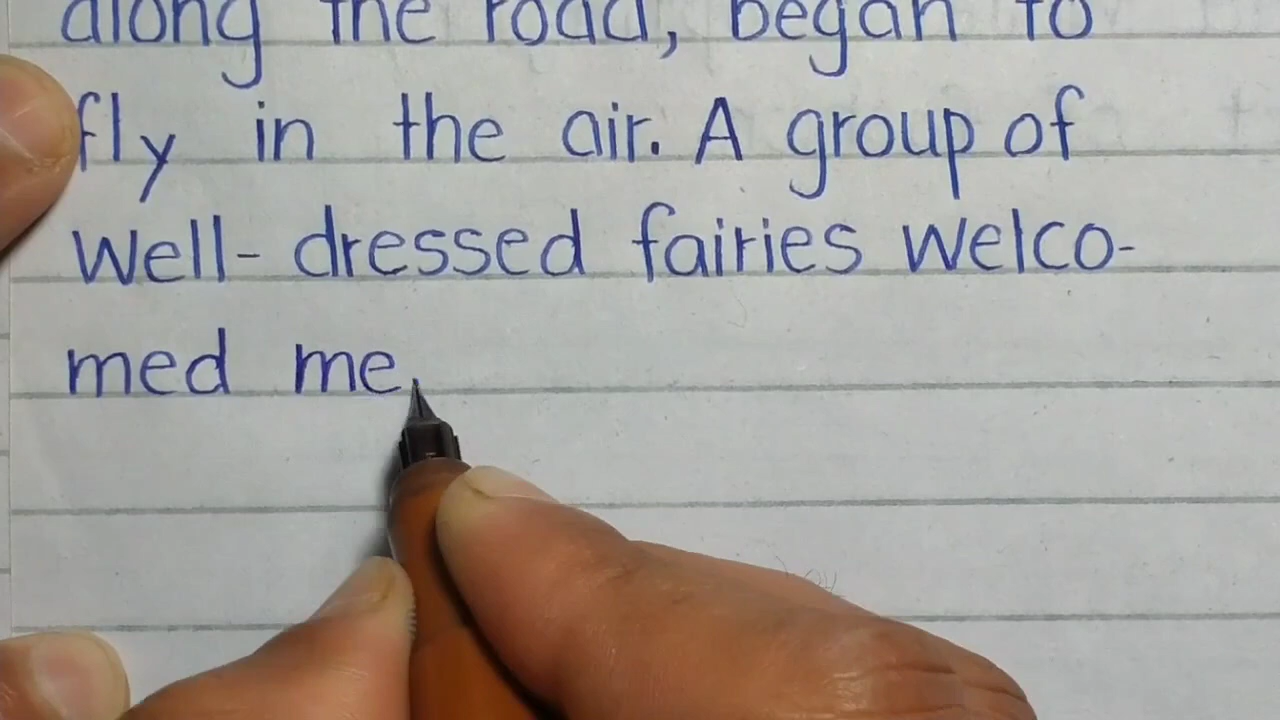 along the road, began to
fly in the air. A group of
well-dressed fairies welco-
med me.